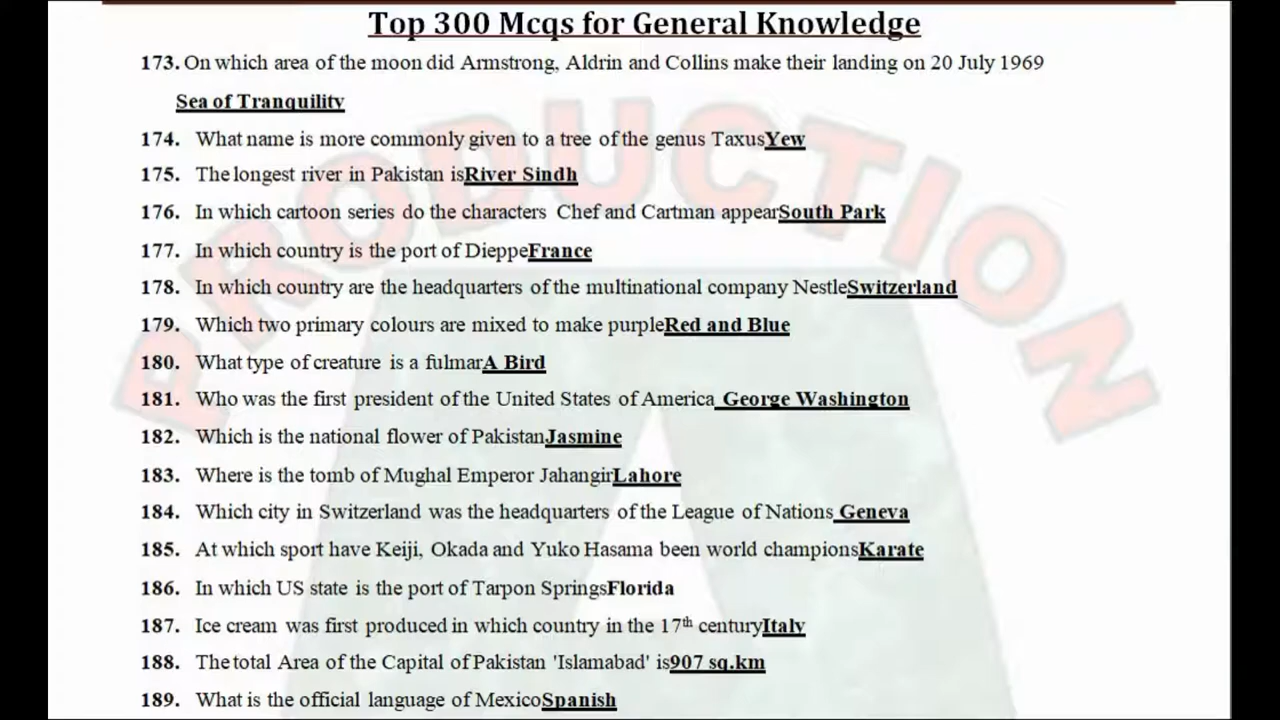 Top 300 Mcqs for General Knowledge
173. On which area of the moon did Armstrong, Aldrin and Collins make their landing on 20 July 1969
Sea of Tranquility
174. What name is more commonly given to a tree of the genus TaxusYew
175. The longest river in Pakistan isRiver Sindh
176. In which cartoon series do the characters Chef and Cartman appearSouth Park
177. In which country is the port of DieppeFrance
178. In which country are the headquarters of the multinational company NestleSwitzerland
179. Which two primary colours are mixed to make purpleRed and Blue
180. What type of creature is a fulmarA Bird
181. Who was the first president of the United States of America George Washington
182. Which is the national flower of PakistanJasmine
183. Where is the tomb of Mughal Emperor JahangirLahore
184. Which city in Switzerland was the headquarters of the League of Nations Geneva
185. At which sport have Keiji, Okada and Yuko Hasama been world championsKarate
186. In which US state is the port of Tarpon SpringsFlorida
187. Ice cream was first produced in which country in the 17th centuryItaly
188. The total Area of the Capital of Pakistan 'Islamabad' is907 sq.km
189. What is the official language of MexicoSpanish
PRODUCTION